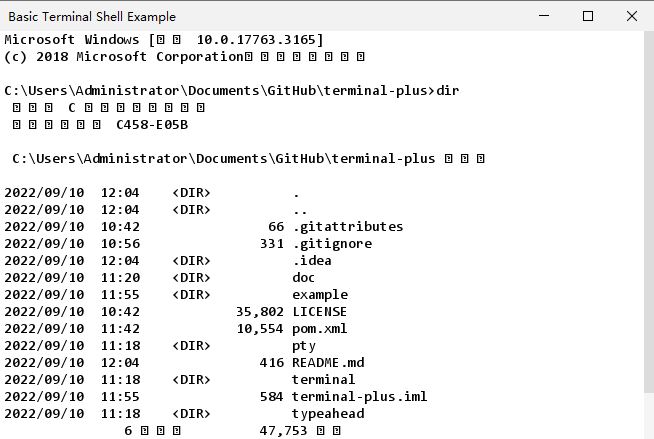 Basic Terminal Shell Example
Microsoft Windows [ 10.0.17763.3165]
(c) 2018 Microsoft Corporation
C:\Users\Administrator\Documents\GitHub\terminal-plus>dir
C
C458-E05B
C:\Users\Administrator\Documents\GitHub\terminal-plus
2022/09/10 12:04 <DIR> .
2022/09/10 12:04 <DIR> ..
2022/09/10 10:42 66 .gitattributes
2022/09/10 10:56 331 .gitignore
2022/09/10 12:04 <DIR> .idea
2022/09/10 11:20 <DIR> doc
2022/09/10 11:55 <DIR> example
2022/09/10 10:42 35,802 LICENSE
2022/09/10 11:42 10,554 pom.xml
2022/09/10 11:18 <DIR> pty
2022/09/10 12:04 416 README.md
2022/09/10 11:18 <DIR> terminal
2022/09/10 11:55 584 terminal-plus.iml
2022/09/10 11:18 <DIR> typeahead
6 47,753